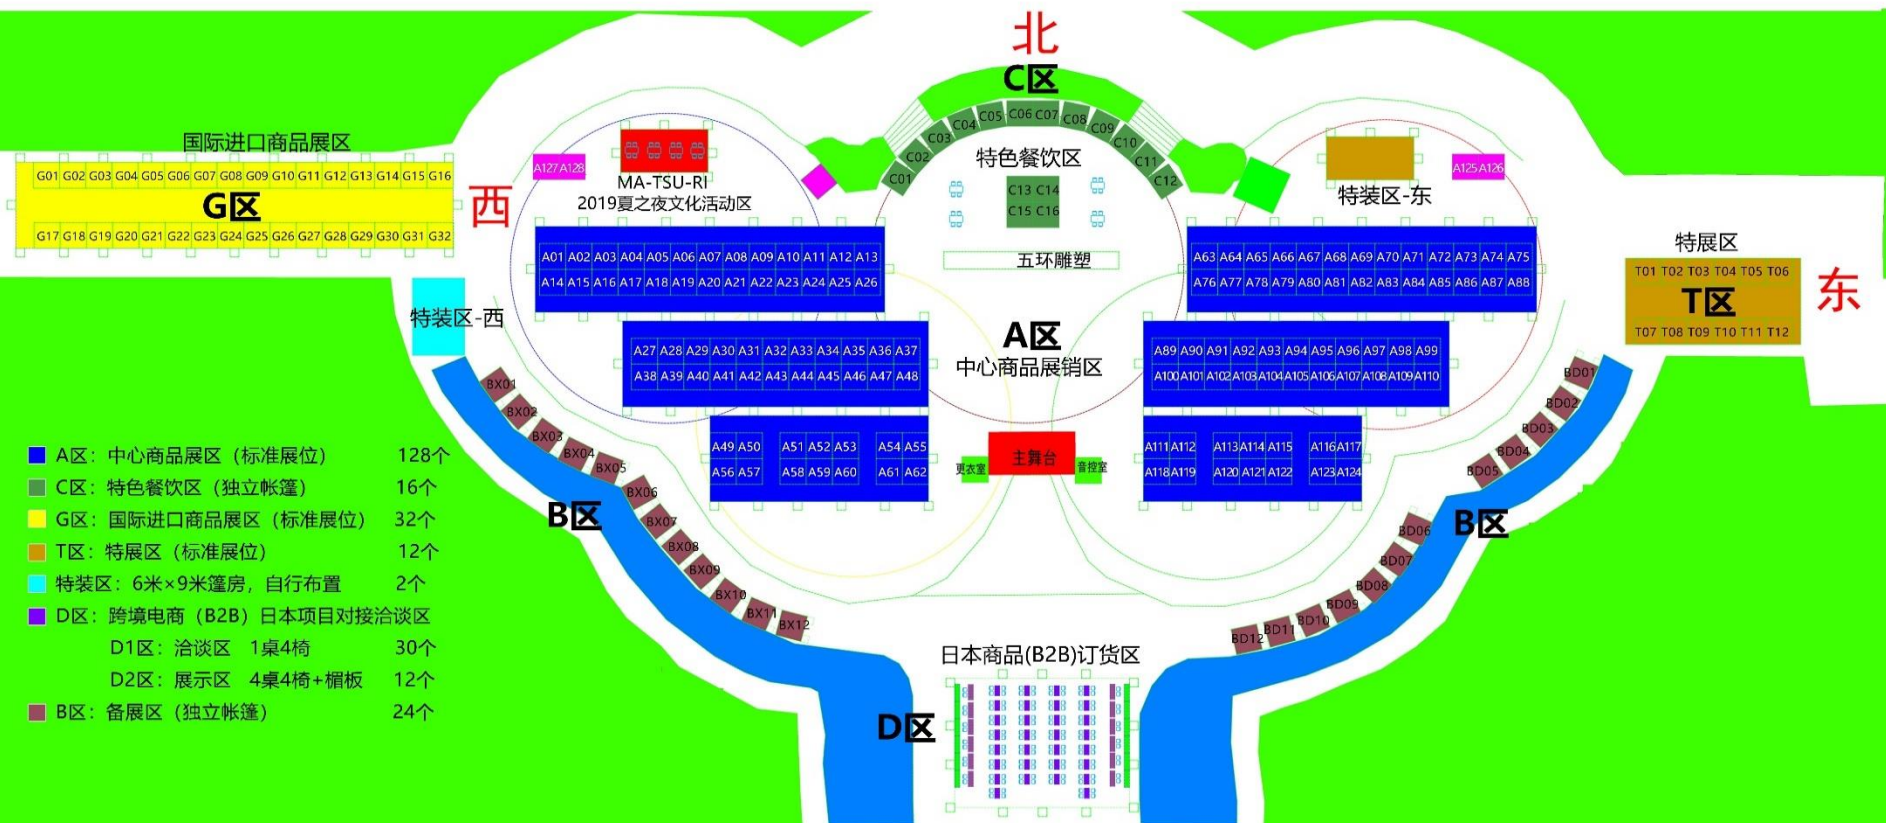 北
C区
C01 C02 C03 C04 C05 C06 C07 C08 C09 C10 C11 C12
特色餐饮区
C13 C14
C15 C16
五环雕塑
国际进口商品展区
G01 G02 G03 G04 G05 G06 G07 G08 G09 G10 G11 G12 G13 G14 G15 G16
G区
G17 G18 G19 G20 G21 G22 G23 G24 G25 G26 G27 G28 G29 G30 G31 G32
西
A127 A128
MA-TSU-RI
2019夏之夜文化活动区
特装区-东
A125 A126
特展区
T01 T02 T03 T04 T05 T06
T区
T07 T08 T09 T10 T11 T12
东
特装区-西
A01 A02 A03 A04 A05 A06 A07 A08 A09 A10 A11 A12 A13
A14 A15 A16 A17 A18 A19 A20 A21 A22 A23 A24 A25 A26
A63 A64 A65 A66 A67 A68 A69 A70 A71 A72 A73 A74 A75
A76 A77 A78 A79 A80 A81 A82 A83 A84 A85 A86 A87 A88
A区
中心商品展销区
A27 A28 A29 A30 A31 A32 A33 A34 A35 A36 A37
A38 A39 A40 A41 A42 A43 A44 A45 A46 A47 A48
A89 A90 A91 A92 A93 A94 A95 A96 A97 A98 A99
A100 A101 A102 A103 A104 A105 A106 A107 A108 A109 A110
A49 A50 A51 A52 A53 A54 A55
A56 A57 A58 A59 A60 A61 A62
更衣室
主舞台
音控室
A111 A112 A113 A114 A115 A116 A117
A118 A119 A120 A121 A122 A123 A124
BX01
BX02
BX03
BX04
BX05
BX06
BX07
BX08
BX09
BX10
BX11
BX12
B区
BD01
BD02
BD03
BD04
BD05
BD06
BD07
BD08
BD09
BD10
BD11
BD12
B区
A区：中心商品展区（标准展位） 128个
C区：特色餐饮区（独立帐篷） 16个
G区：国际进口商品展区（标准展位） 32个
T区：特展区（标准展位） 12个
特装区：6米×9米篷房，自行布置 2个
D区：跨境电商（B2B）日本项目对接洽谈区
D1区：洽谈区 1桌4椅 30个
D2区：展示区 4桌4椅+楣板 12个
B区：备展区（独立帐篷） 24个
日本商品(B2B)订货区
D区